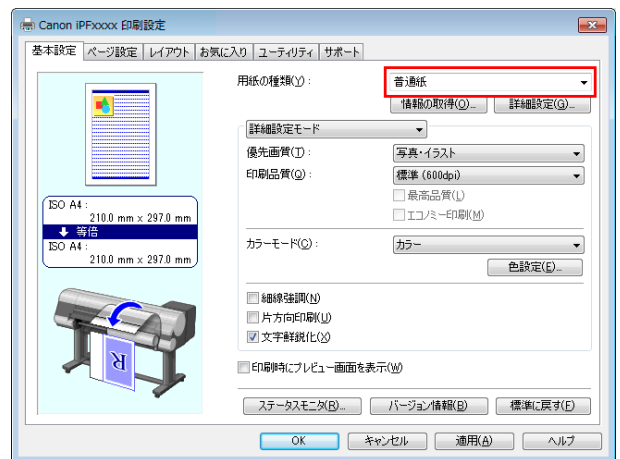 Canon iPFxxxx 印刷設定
基本設定 ページ設定 レイアウト お気に入り ユーティリティ サポート
用紙の種類(Y): 普通紙
情報の取得(O)... 詳細設定(G)...
詳細設定モード
優先画質(T): 写真・イラスト
印刷品質(Q): 標準 (600dpi)
最高品質(L)
エコノミー印刷(M)
ISO A4 :
210.0 mm x 297.0 mm
等倍
ISO A4 :
210.0 mm x 297.0 mm
カラーモード(C): カラー
色設定(E)...
細線強調(N)
片方向印刷(U)
文字鮮鋭化(X)
R
印刷時にプレビュー画面を表示(W)
ステータスモニタ(R)... バージョン情報(B) 標準に戻す(F)
OK キャンセル 適用(A) ヘルプ